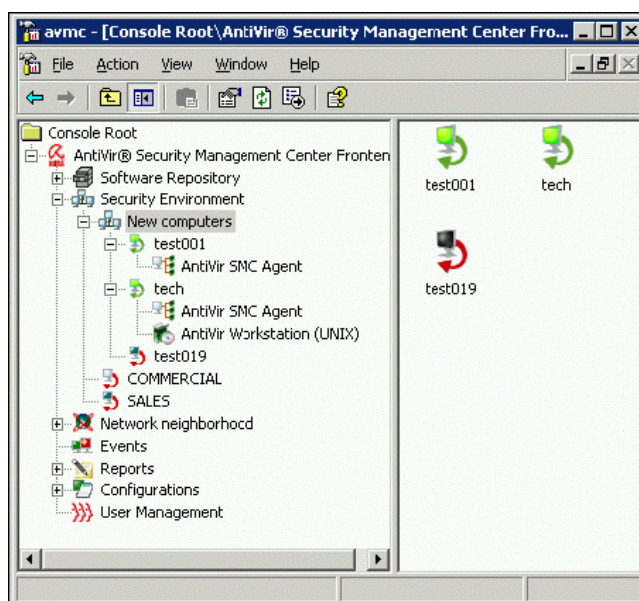 avmc - [Console Root\AntiVir® Security Management Center Fro...
File Action View Window Help
Console Root
AntiVir® Security Management Center Fronten
Software Repository
Security Environment
New computers
test001
AntiVir SMC Agent
tech
AntiVir SMC Agent
AntiVir Workstation (UNIX)
test019
COMMERCIAL
SALES
Network neighborhood
Events
Reports
Configurations
User Management
test001 tech
test019